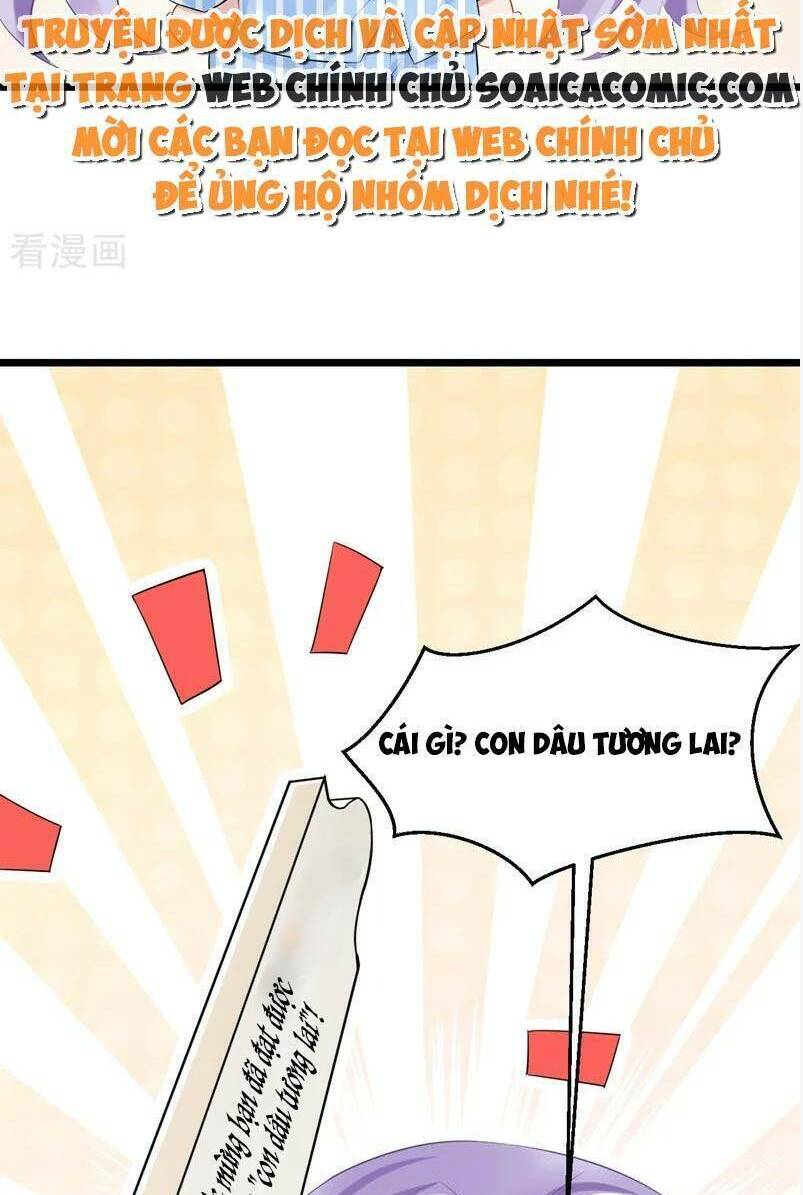 TRUYỆN ĐƯỢC DỊCH VÀ CẬP NHẬT SỚM NHẤT
TẠI TRANG WEB CHÍNH CHỦ SOAICACOMIC.COM
MỜI CÁC BẠN ĐỌC TẠI WEB CHÍNH CHỦ
ĐỂ ỦNG HỘ NHÓM DỊCH NHÉ!
看漫画
CÁI GÌ? CON DÂU TƯƠNG LAI?
mừng bạn đã đạt được
"con dâu tương lai"!